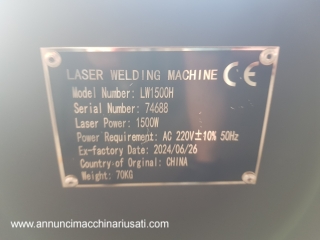 LASER WELDING MACHINE CE
Model Number: LW1500H
Serial Number: 74688
Laser Power: 1500W
Power Requirement: AC 220V±10% 50Hz
Ex-factory Date: 2024/06/26
Country of Orginal: CHINA
Weight: 70KG
www.annuncimacchinariusati.com